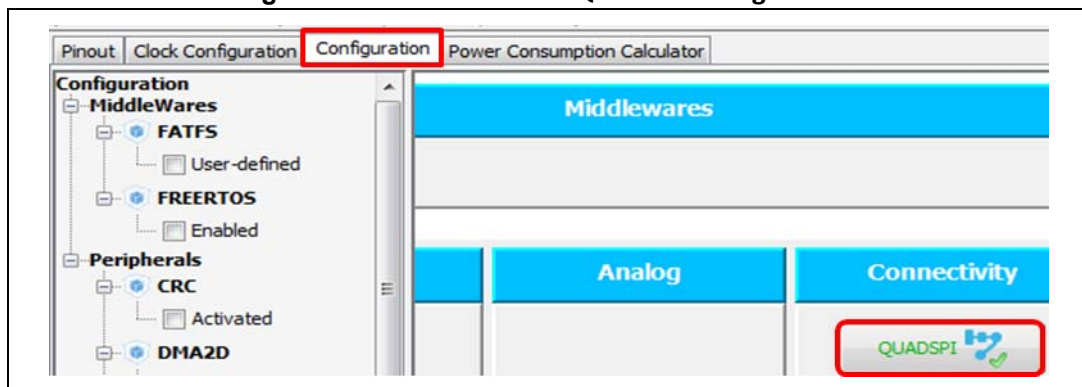 Pinout Clock Configuration Configuration Power Consumption Calculator
Configuration
MiddleWares
FATFS
User-defined
FREERTOS
Enabled
Peripherals
CRC
Activated
DMA2D
Middlewares
Analog
Connectivity
QUADSPI